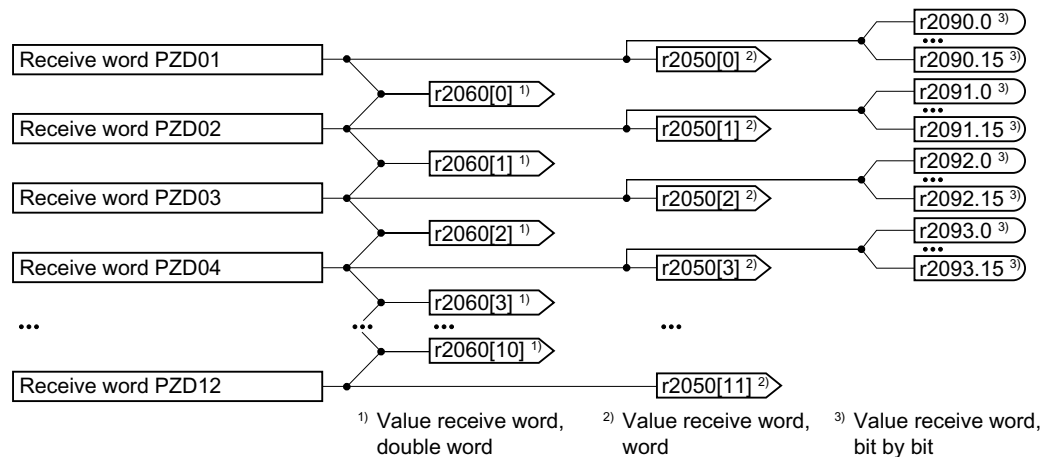 r2090.0 ³⁾
•••
Receive word PZD01
r2050[0] ²⁾
r2090.15 ³⁾
r2060[0] ¹⁾
r2091.0 ³⁾
•••
Receive word PZD02
r2050[1] ²⁾
r2091.15 ³⁾
r2060[1] ¹⁾
r2092.0 ³⁾
•••
Receive word PZD03
r2050[2] ²⁾
r2092.15 ³⁾
r2060[2] ¹⁾
r2093.0 ³⁾
•••
Receive word PZD04
r2050[3] ²⁾
r2093.15 ³⁾
r2060[3] ¹⁾
••• ••• ••• •••
r2060[10] ¹⁾
Receive word PZD12
r2050[11] ²⁾
¹⁾ Value receive word,
double word
²⁾ Value receive word,
word
³⁾ Value receive word,
bit by bit